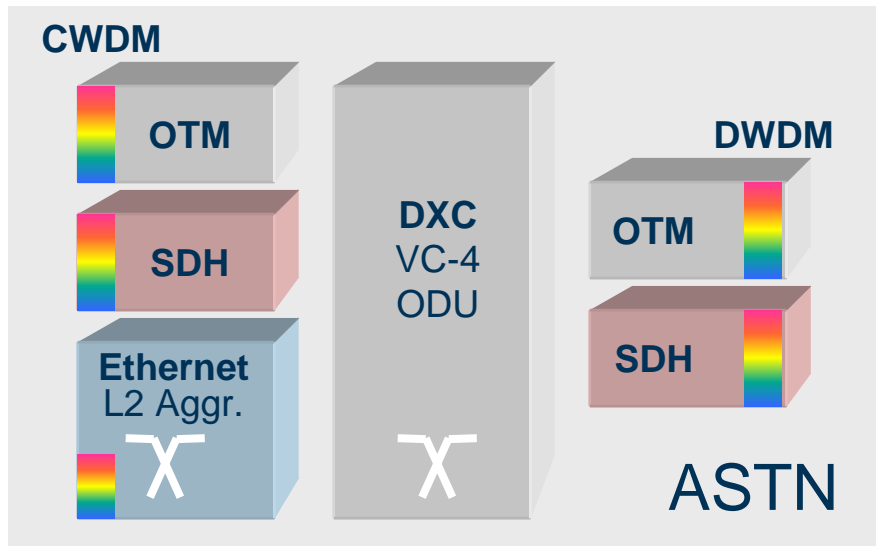 CWDM
OTM
SDH
Ethernet
L2 Aggr.
DXC
VC-4
ODU
DWDM
OTM
SDH
ASTN